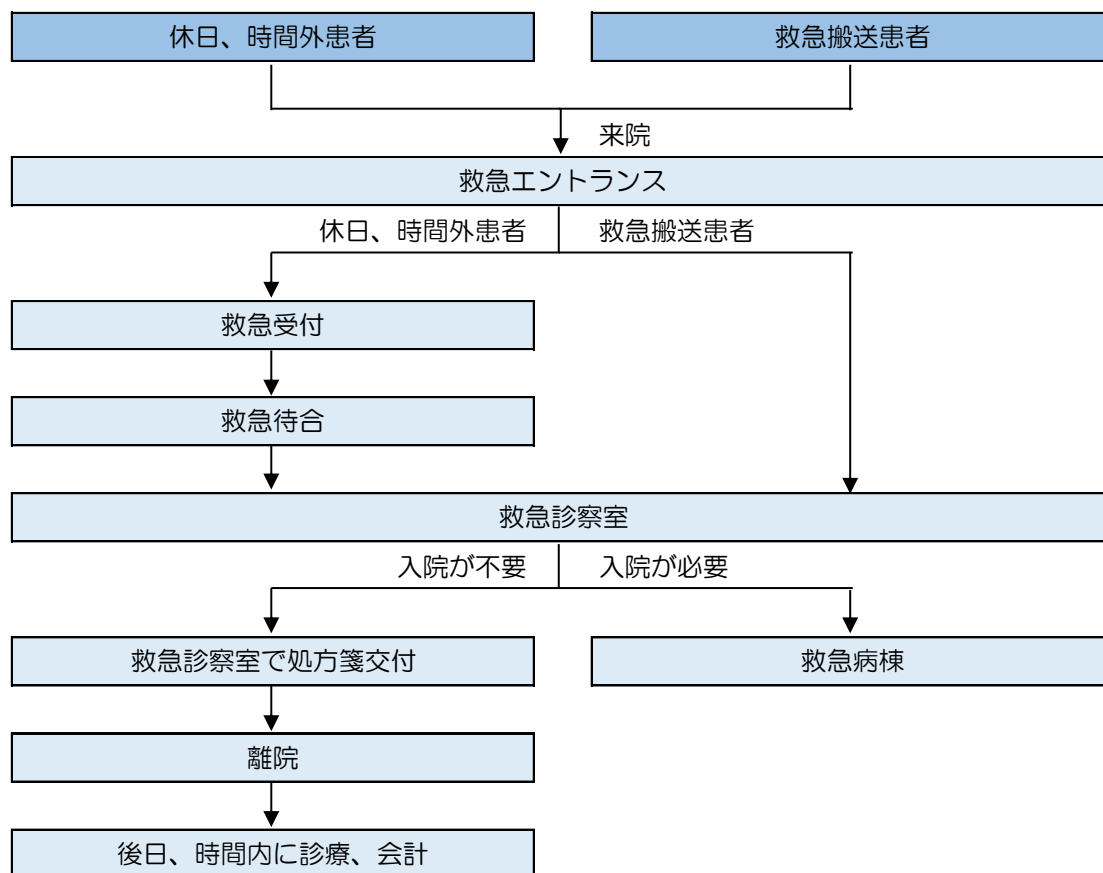 休日、時間外患者
救急搬送患者
来院
救急エントランス
休日、時間外患者
救急搬送患者
救急受付
救急待合
救急診察室
入院が不要
入院が必要
救急診察室で処方箋交付
救急病棟
離院
後日、時間内に診療、会計